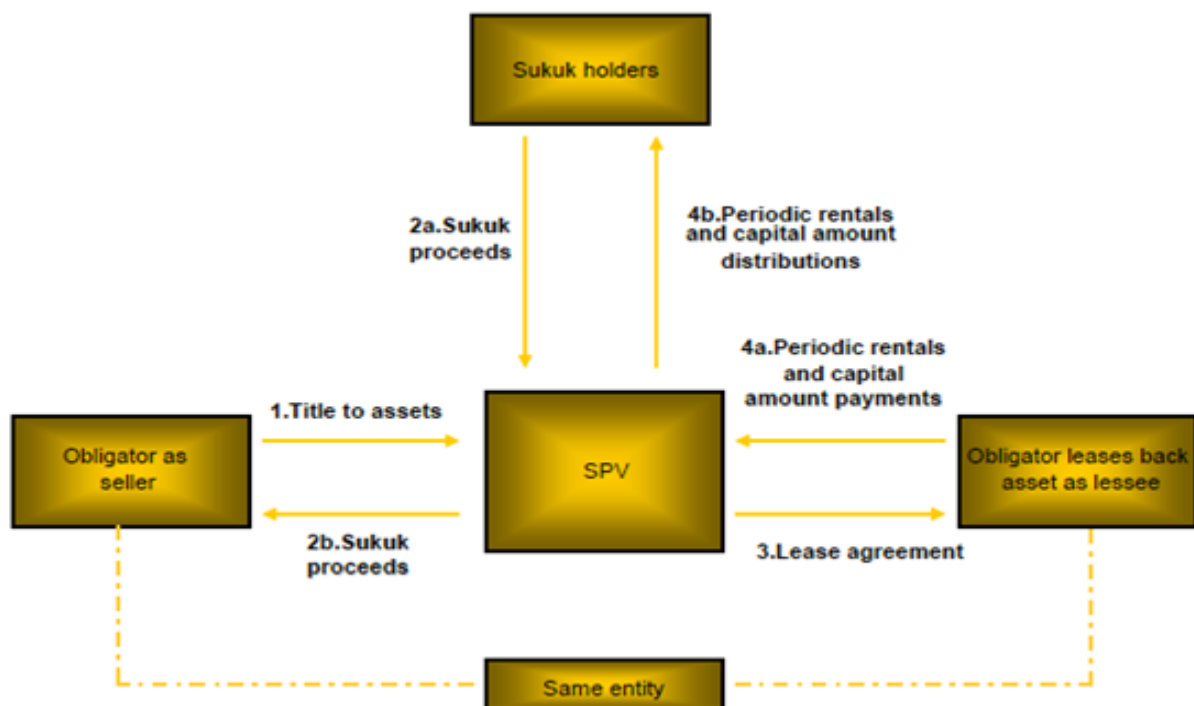 Sukuk holders
2a.Sukuk
proceeds
4b.Periodic rentals
and capital amount
distributions
4a.Periodic rentals
and capital
amount payments
1.Title to assets
Obligator as
seller
SPV
Obligator leases back
asset as lessee
2b.Sukuk
proceeds
3.Lease agreement
Same entity